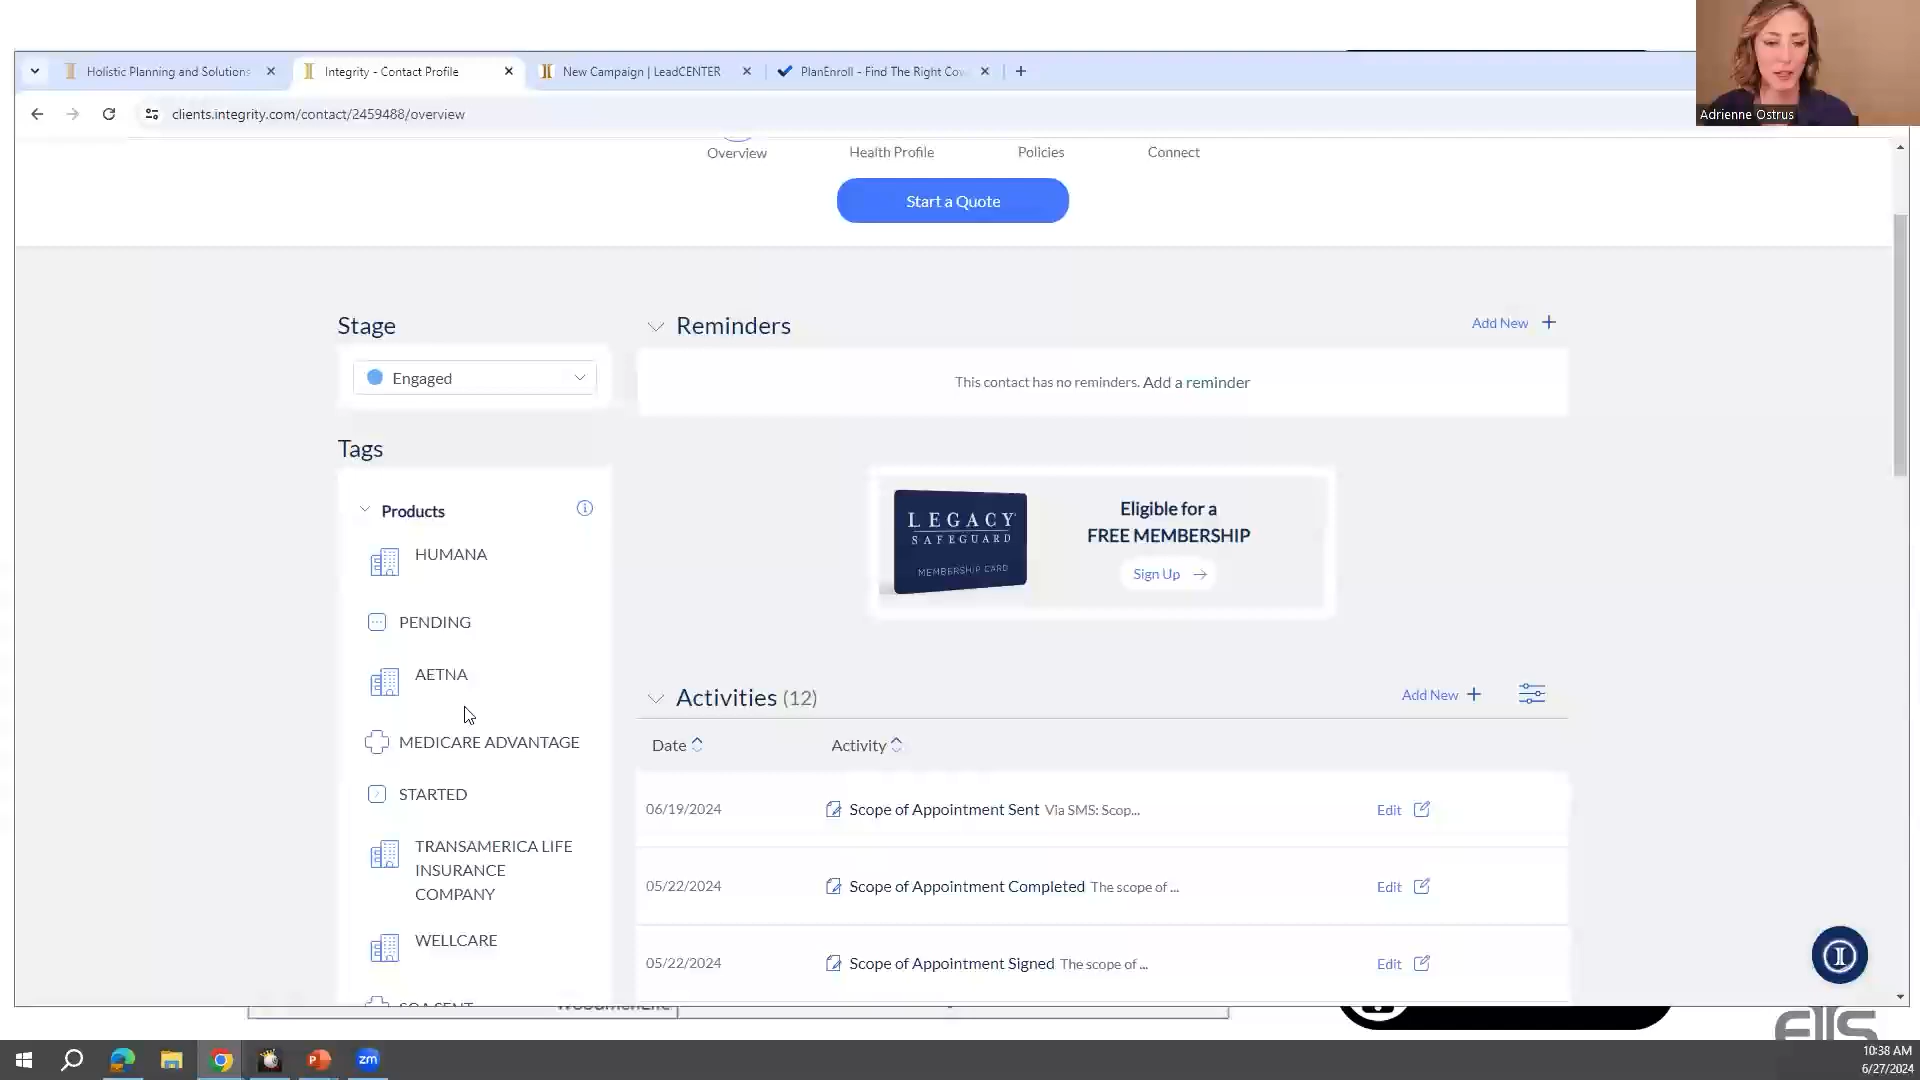 Holistic Planning and Solutions
Integrity - Contact Profile
New Campaign | LeadCENTER
PlanEnroll - Find The Right Cov
clients.integrity.com/contact/2459488/overview
Adrienne Ostrus
Overview
Health Profile
Policies
Connect
Start a Quote
Stage
Engaged
Reminders
Add New
This contact has no reminders. Add a reminder
Tags
Products
HUMANA
PENDING
AETNA
MEDICARE ADVANTAGE
STARTED
TRANSAMERICA LIFE
INSURANCE
COMPANY
WELLCARE
SOA SENT
LEGACY
SAFEGUARD
MEMBERSHIP CARD
Eligible for a
FREE MEMBERSHIP
Sign Up
Activities (12)
Add New
Date
Activity
06/19/2024
Scope of Appointment Sent Via SMS: Scop...
Edit
05/22/2024
Scope of Appointment Completed The scope of ...
Edit
05/22/2024
Scope of Appointment Signed The scope of ...
Edit
zm
10:38 AM
6/27/2024